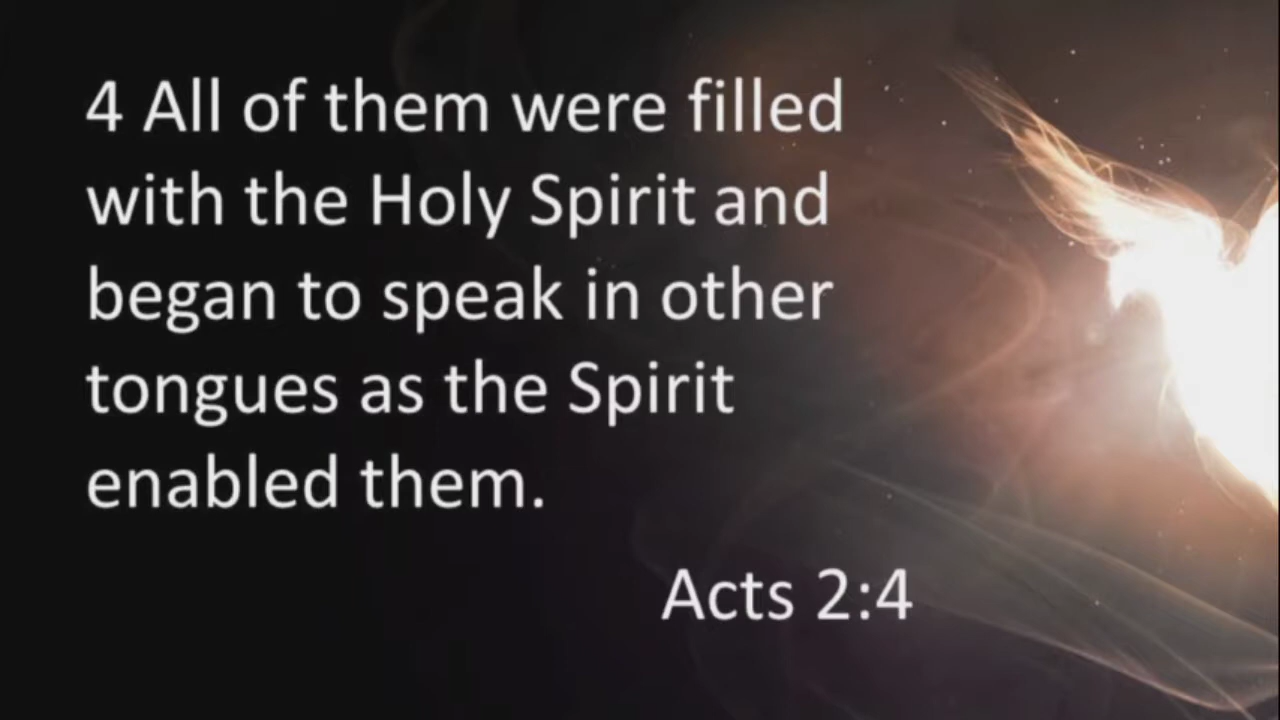 4 All of them were filled
with the Holy Spirit and
began to speak in other
tongues as the Spirit
enabled them.
Acts 2:4